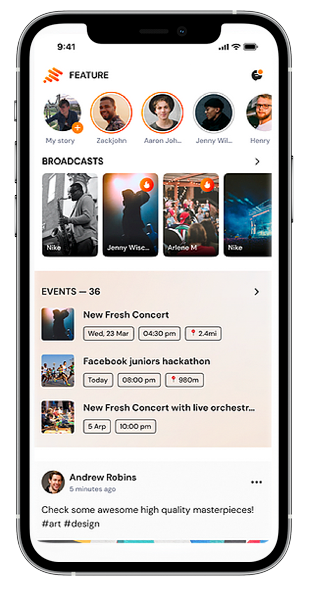 9:41
FEATURE
My story
Zackjohn
Aaron Joh...
Jenny Wil...
Henry
BROADCASTS
Nike
Jenny Wisc...
Arlene M
Nike
EVENTS — 36
New Fresh Concert
Wed, 23 Mar 04:30 pm 2.4mi
Facebook juniors hackathon
Today 08:00 pm 980m
New Fresh Concert with live orchestr...
5 Arp 10:00 pm
Andrew Robins
5 minutes ago
Check some awesome high quality masterpieces!
#art #design